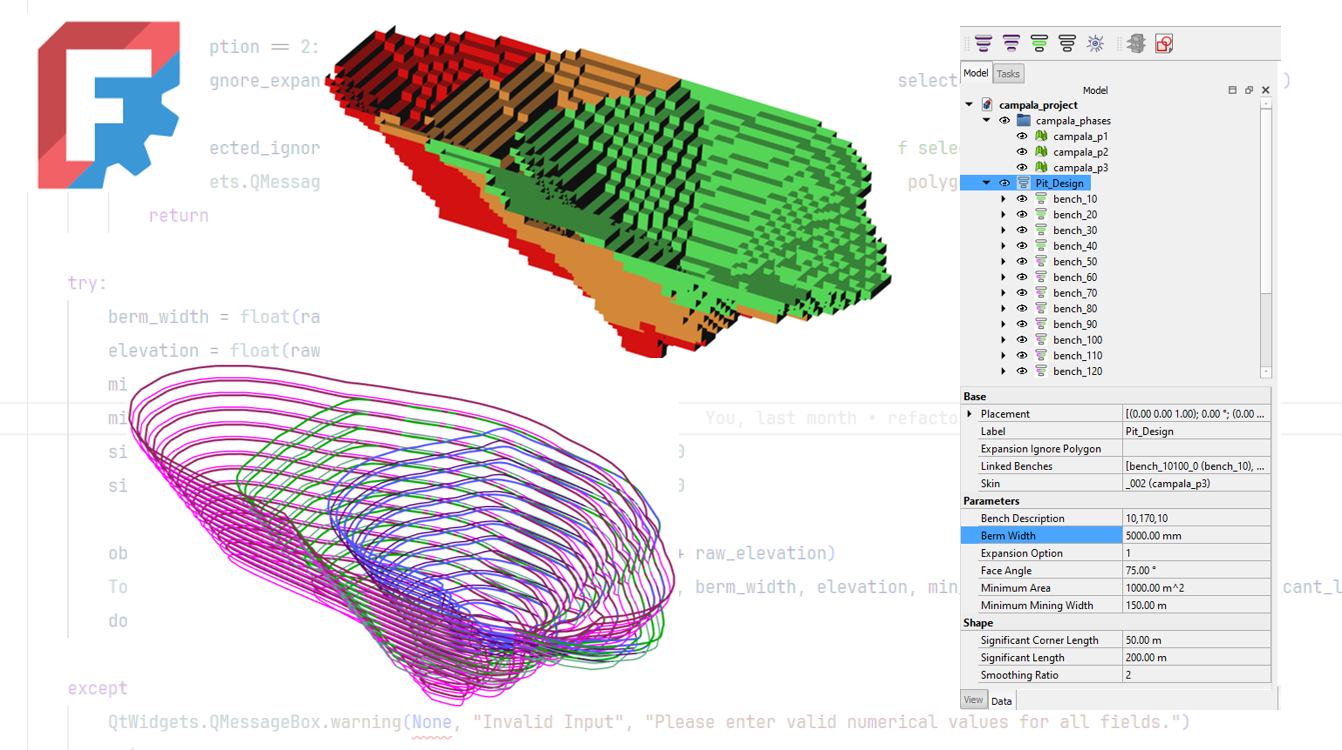 ption == 2:
gnore_expan
select
)
ected_ignor
f sele
ets.QMessag
polyg
return
try:
berm_width = float(ra
elevation = float(raw
mi
mi
You, last month • refacto
si
0
si
0
ob
+ raw_elevation)
To
, berm_width, elevation, min
cant_l
do
except
QtWidgets.QMessageBox.warning(None, "Invalid Input", "Please enter valid numerical values for all fields.")
Model Tasks
Model
campala_project
campala_phases
campala_p1
campala_p2
campala_p3
Pit_Design
bench_10
bench_20
bench_30
bench_40
bench_50
bench_60
bench_70
bench_80
bench_90
bench_100
bench_110
bench_120
Base
Placement [(0.00 0.00 1.00); 0.00 °; (0.00 ...
Label Pit_Design
Expansion Ignore Polygon
Linked Benches [bench_10100_0 (bench_10), ...
Skin _002 (campala_p3)
Parameters
Bench Description 10,170,10
Berm Width 5000.00 mm
Expansion Option 1
Face Angle 75.00 °
Minimum Area 1000.00 m^2
Minimum Mining Width 150.00 m
Shape
Significant Corner Length 50.00 m
Significant Length 200.00 m
Smoothing Ratio 2
View Data